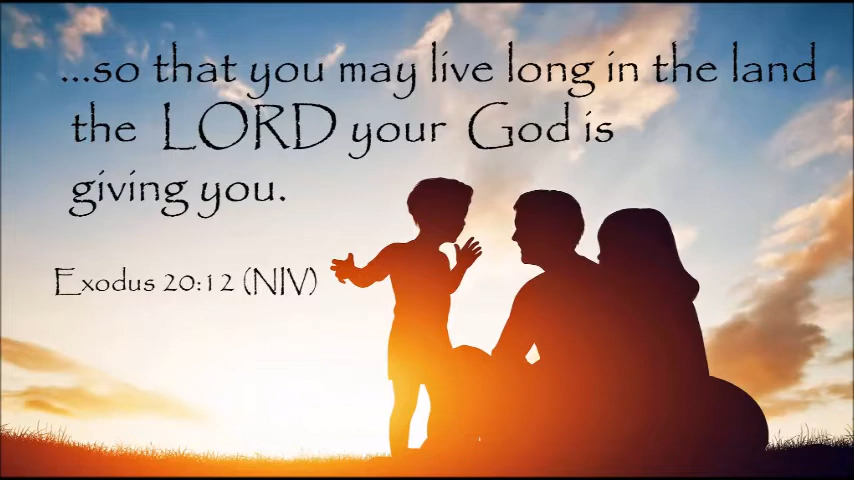 ...so that you may live long in the land
the LORD your God is
giving you.
Exodus 20:12 (NIV)